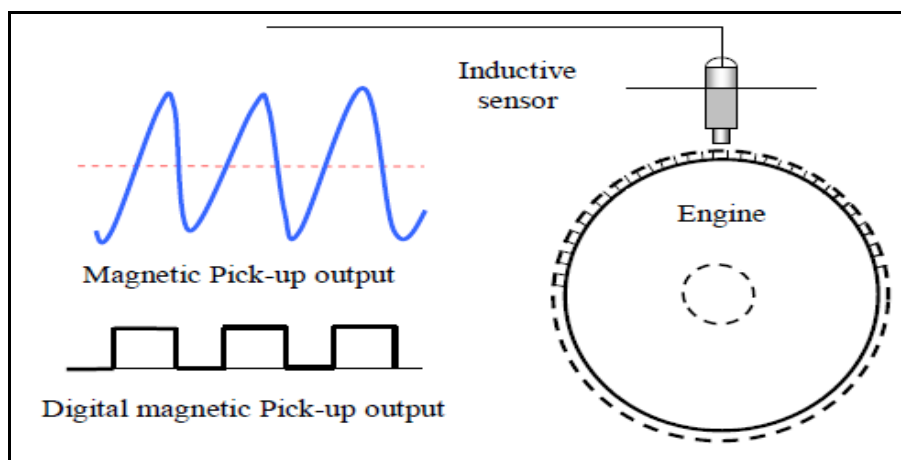 Inductive
sensor
Engine
Magnetic Pick-up output
Digital magnetic Pick-up output